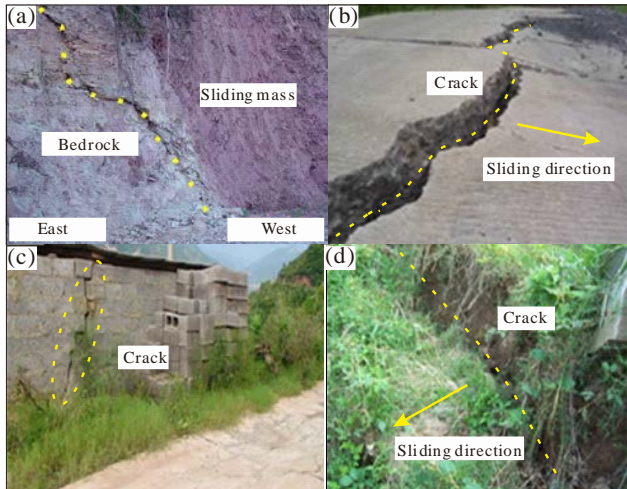 (a)
Sliding mass
Bedrock
East
West
(b)
Crack
Sliding direction
(c)
Crack
(d)
Crack
Sliding direction